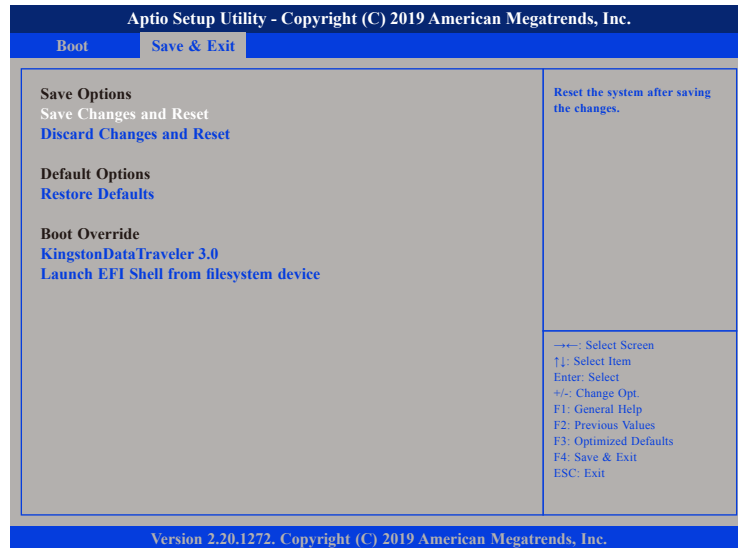 Aptio Setup Utility - Copyright (C) 2019 American Megatrends, Inc.
Boot Save & Exit
Save Options
Save Changes and Reset
Discard Changes and Reset
Default Options
Restore Defaults
Boot Override
KingstonDataTraveler 3.0
Launch EFI Shell from filesystem device
Reset the system after saving
the changes.
→←: Select Screen
↑↓: Select Item
Enter: Select
+/-: Change Opt.
F1: General Help
F2: Previous Values
F3: Optimized Defaults
F4: Save & Exit
ESC: Exit
Version 2.20.1272. Copyright (C) 2019 American Megatrends, Inc.